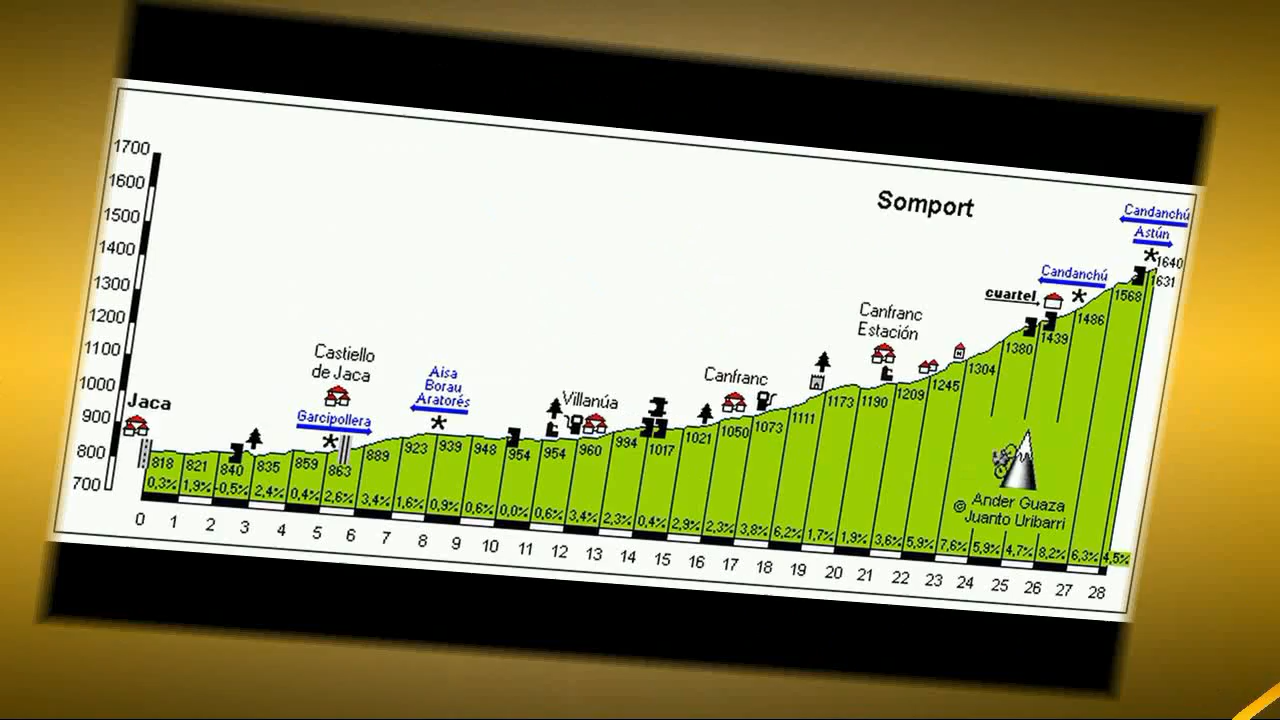 Somport
1700
1600
1500
1400
1300
1200
1100
1000
900
800
700
Jaca
Castiello
de Jaca
Garcipollera
Aisa
Borau
Aratorés
Villanúa
Canfranc
Canfranc
Estación
cuartel
Candanchú
Candanchú
Astún
1640
1631
818 821 840 835 859 863 889 923 939 948 954 954 960 994 1017 1021 1050 1073 1111 1173 1190 1209 1245 1304 1380 1439 1486 1568
0,3% 1,9% -0,5% 2,4% 0,4% 2,6% 3,4% 1,6% 0,9% 0,6% 0,0% 0,6% 3,4% 2,3% 0,4% 2,9% 2,3% 3,8% 6,2% 1,7% 1,9% 3,6% 5,9% 7,6% 5,9% 4,7% 8,2% 6,3% 4,5%
0 1 2 3 4 5 6 7 8 9 10 11 12 13 14 15 16 17 18 19 20 21 22 23 24 25 26 27 28
© Ander Guaza
Juanto Uribarri